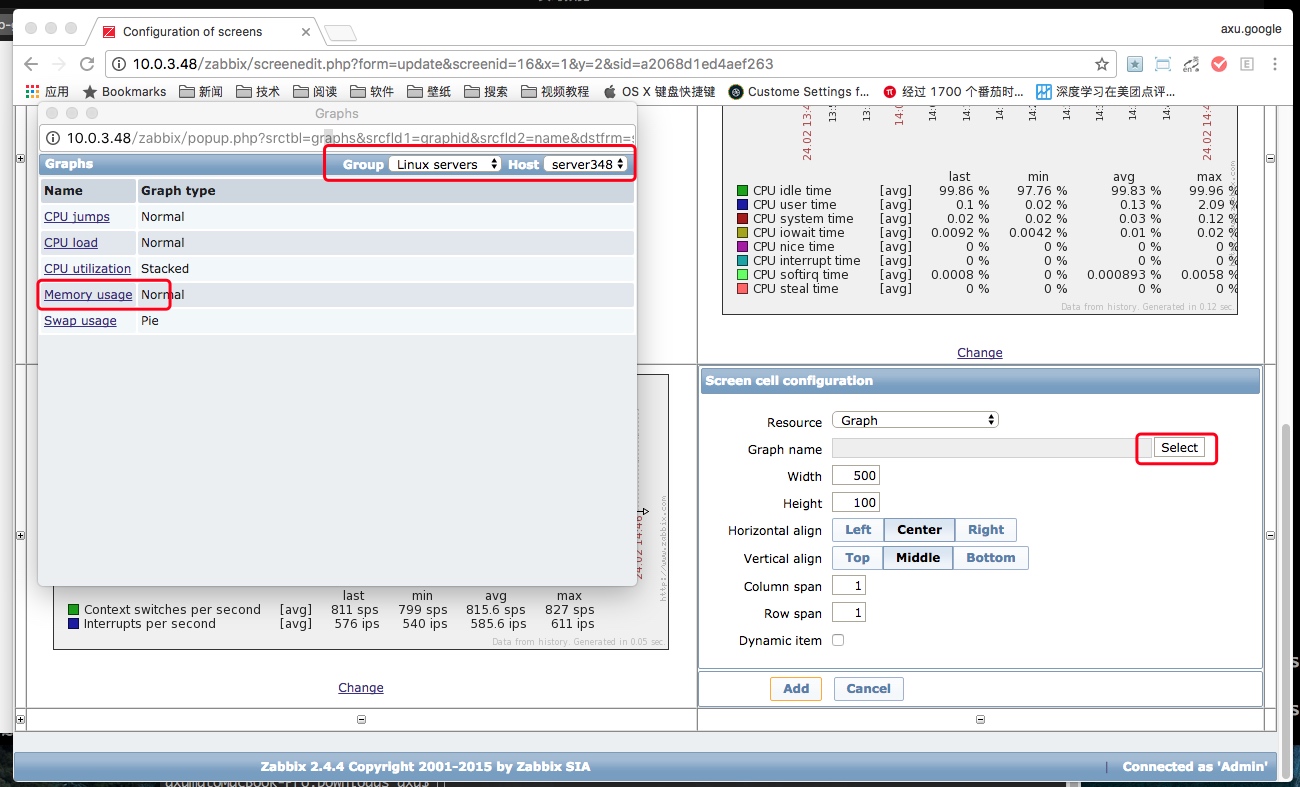 Configuration of screens
axu.google
10.0.3.48/zabbix/screenedit.php?form=update&screenid=16&x=1&y=2&sid=a2068d1ed4aef263
应用 Bookmarks 新闻 技术 阅读 软件 壁纸 搜索 视频教程 OS X 键盘快捷键 Custome Settings f... 经过 1700 个番茄时... 深度学习在美团点评...
Graphs
10.0.3.48/zabbix/popup.php?srctbl=graphs&srcfld1=graphid&srcfld2=name&dstfrm=s
Graphs Group Linux servers Host server348
Name Graph type
CPU jumps Normal
CPU load Normal
CPU utilization Stacked
Memory usage Normal
Swap usage Pie
last min avg max
CPU idle time [avg] 99.86 % 97.76 % 99.83 % 99.96 %
CPU user time [avg] 0.1 % 0.02 % 0.13 % 2.09 %
CPU system time [avg] 0.02 % 0.02 % 0.03 % 0.12 %
CPU iowait time [avg] 0.0092 % 0.0042 % 0.01 % 0.02 %
CPU nice time [avg] 0 % 0 % 0 % 0 %
CPU interrupt time [avg] 0 % 0 % 0 % 0 %
CPU softirq time [avg] 0.0008 % 0 % 0.000893 % 0.0058 %
CPU steal time [avg] 0 % 0 % 0 % 0 %
Data from history. Generated in 0.12 sec
Change
Screen cell configuration
Resource Graph
Graph name Select
Width 500
Height 100
Horizontal align Left Center Right
Vertical align Top Middle Bottom
Column span 1
Row span 1
Dynamic item
Add Cancel
http://www.zabbix.com
24.02 14:46
last min avg max
Context switches per second [avg] 811 sps 799 sps 815.6 sps 827 sps
Interrupts per second [avg] 576 ips 540 ips 585.6 ips 611 ips
Data from history. Generated in 0.05 sec
Change
Zabbix 2.4.4 Copyright 2001-2015 by Zabbix SIA
Connected as 'Admin'